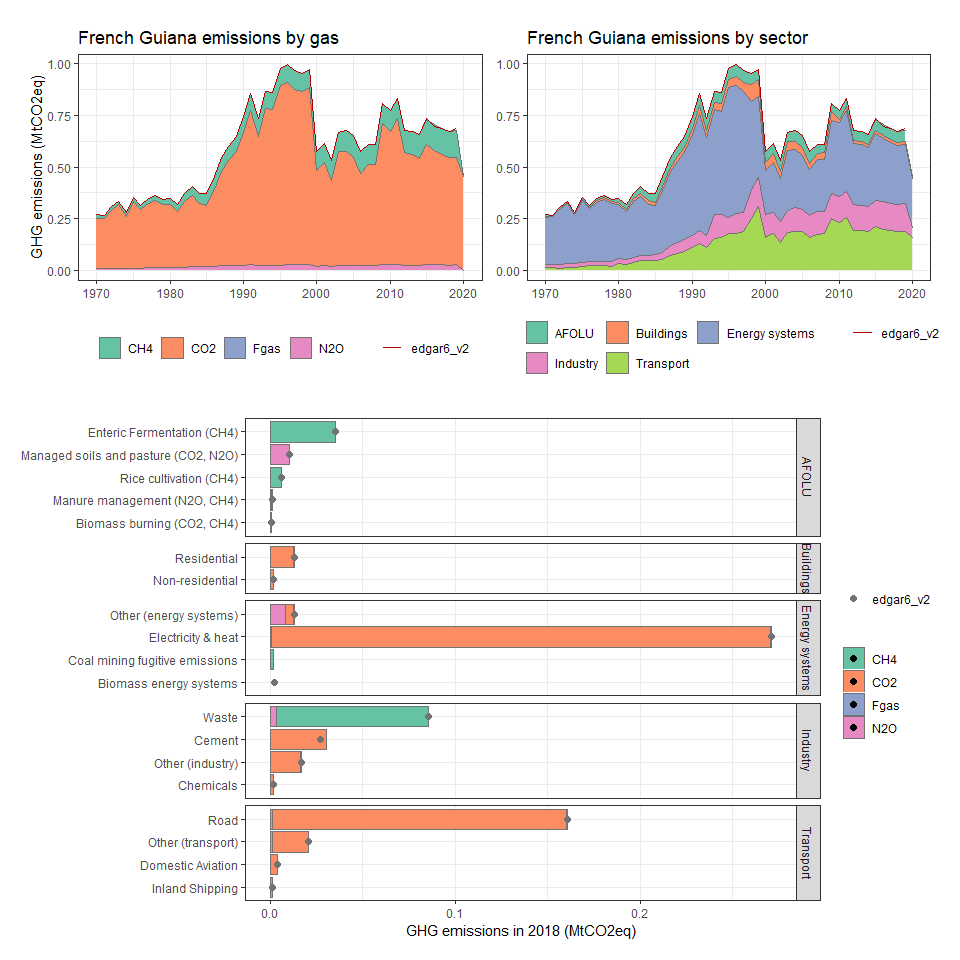 French Guiana emissions by gas
GHG emissions (MtCO2eq)
1.00
0.75
0.50
0.25
0.00
1970 1980 1990 2000 2010 2020
CH4 CO2 Fgas N2O edgar6_v2
French Guiana emissions by sector
1.00
0.75
0.50
0.25
0.00
1970 1980 1990 2000 2010 2020
AFOLU Buildings Energy systems edgar6_v2
Industry Transport
Enteric Fermentation (CH4)
Managed soils and pasture (CO2, N2O)
Rice cultivation (CH4)
Manure management (N2O, CH4)
Biomass burning (CO2, CH4)
AFOLU
Residential
Non-residential
Buildings
Other (energy systems)
Electricity & heat
Coal mining fugitive emissions
Biomass energy systems
Energy systems
Waste
Cement
Other (industry)
Chemicals
Industry
Road
Other (transport)
Domestic Aviation
Inland Shipping
Transport
0.0 0.1 0.2
GHG emissions in 2018 (MtCO2eq)
edgar6_v2
CH4
CO2
Fgas
N2O